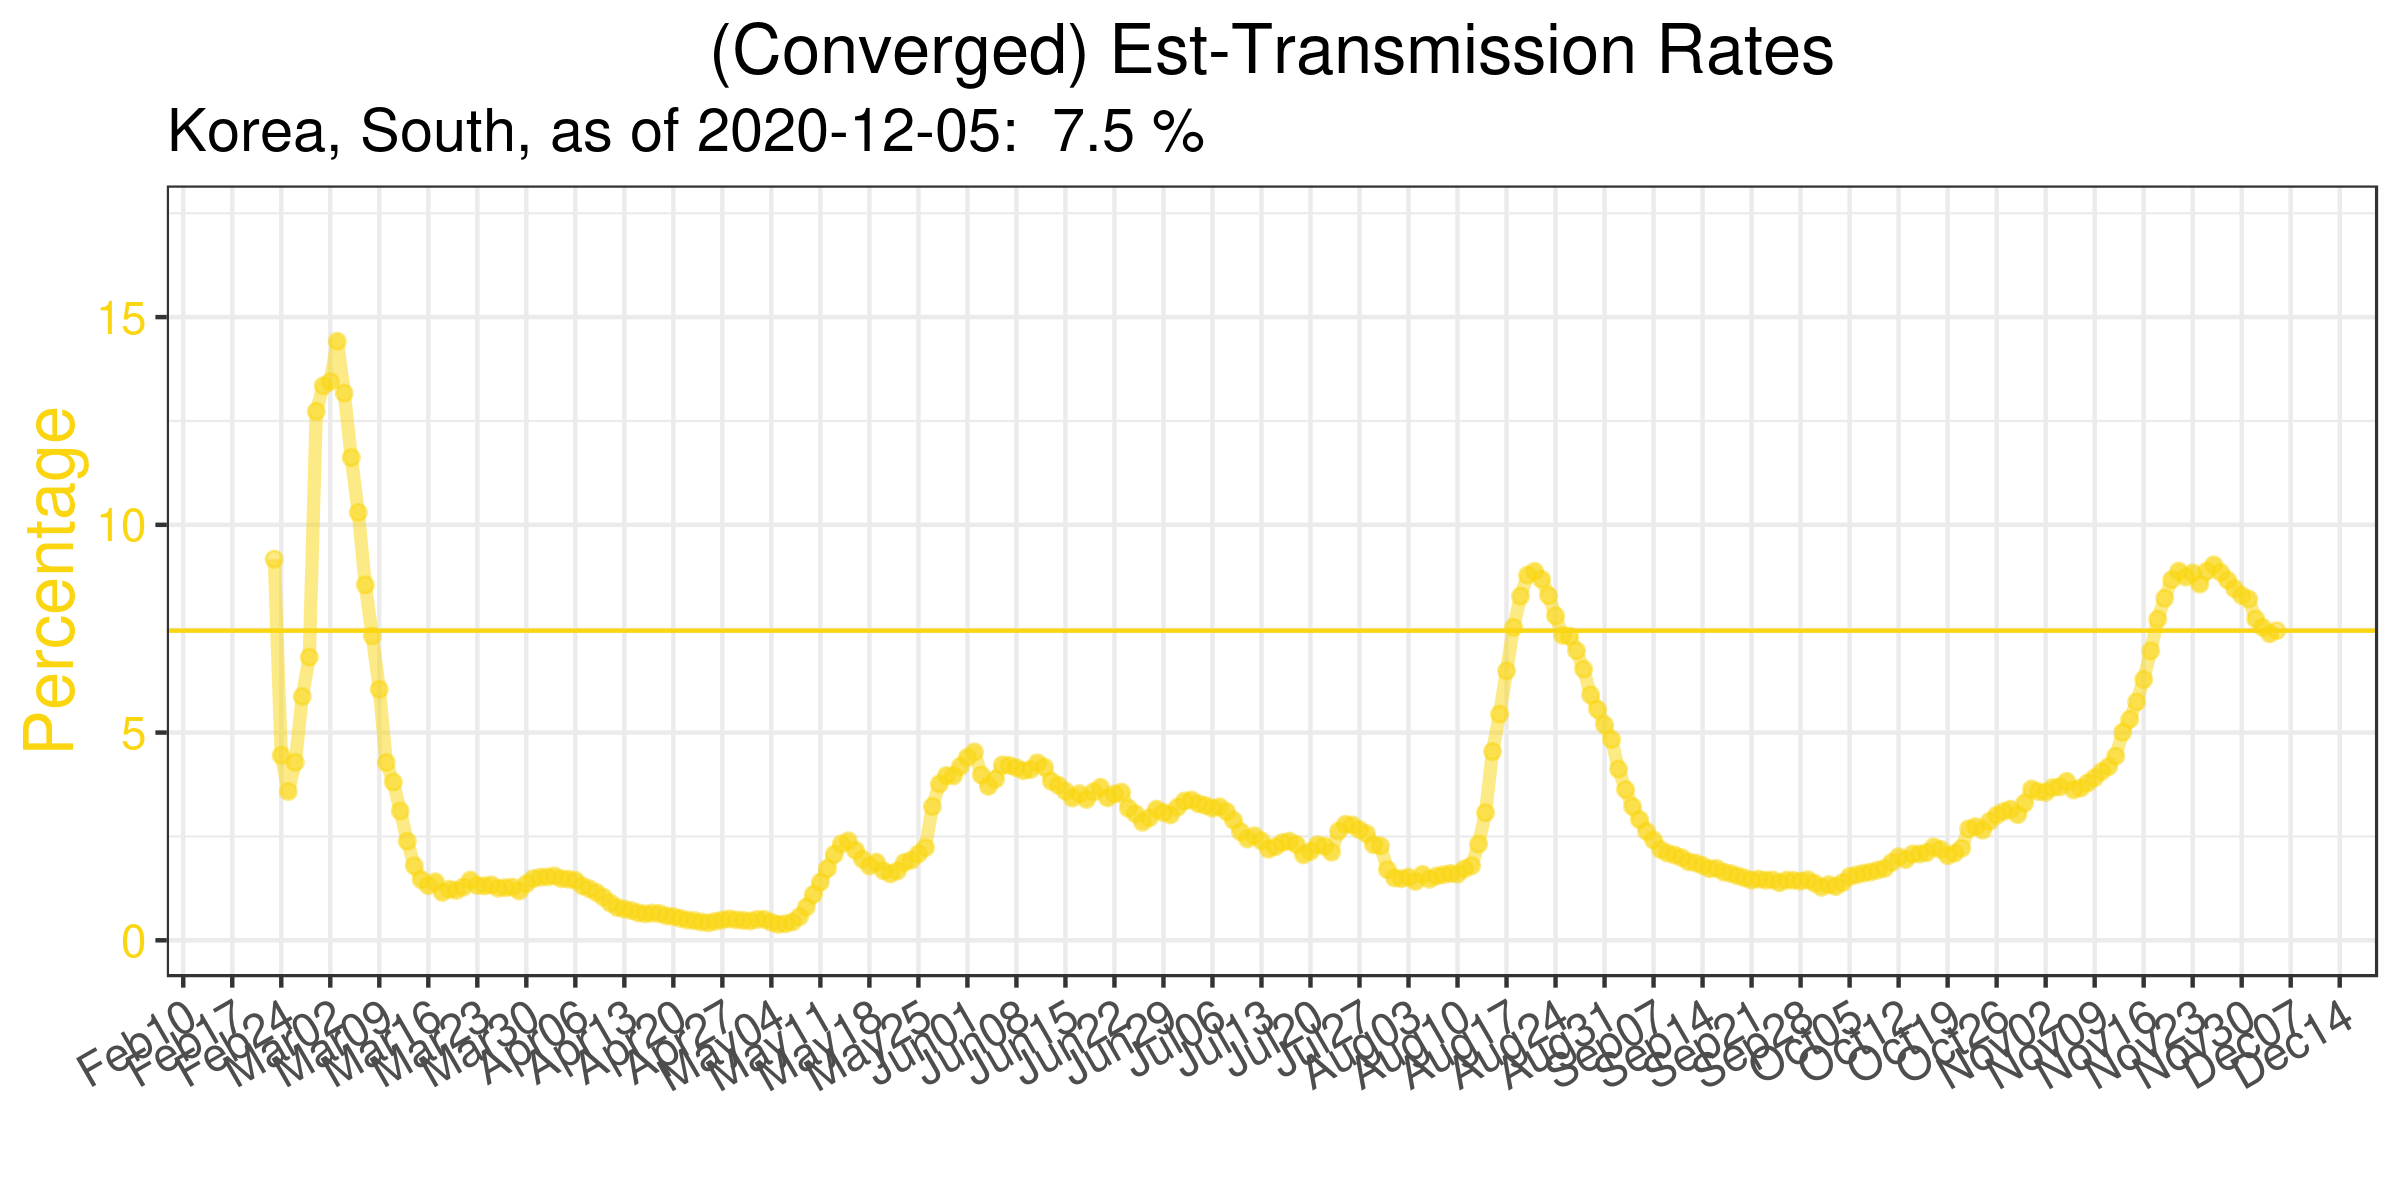 (Converged) Est-Transmission Rates
Korea, South, as of 2020-12-05:  7.5 %
Percentage
15
10
5
0
Feb10
Feb17
Feb24
Mar02
Mar09
Mar16
Mar23
Mar30
Apr06
Apr13
Apr20
Apr27
May04
May11
May18
May25
Jun01
Jun08
Jun15
Jun22
Jun29
Jul06
Jul13
Jul20
Jul27
Aug03
Aug10
Aug17
Aug24
Aug31
Sep07
Sep14
Sep21
Sep28
Oct05
Oct12
Oct19
Oct26
Nov02
Nov09
Nov16
Nov23
Nov30
Dec07
Dec14